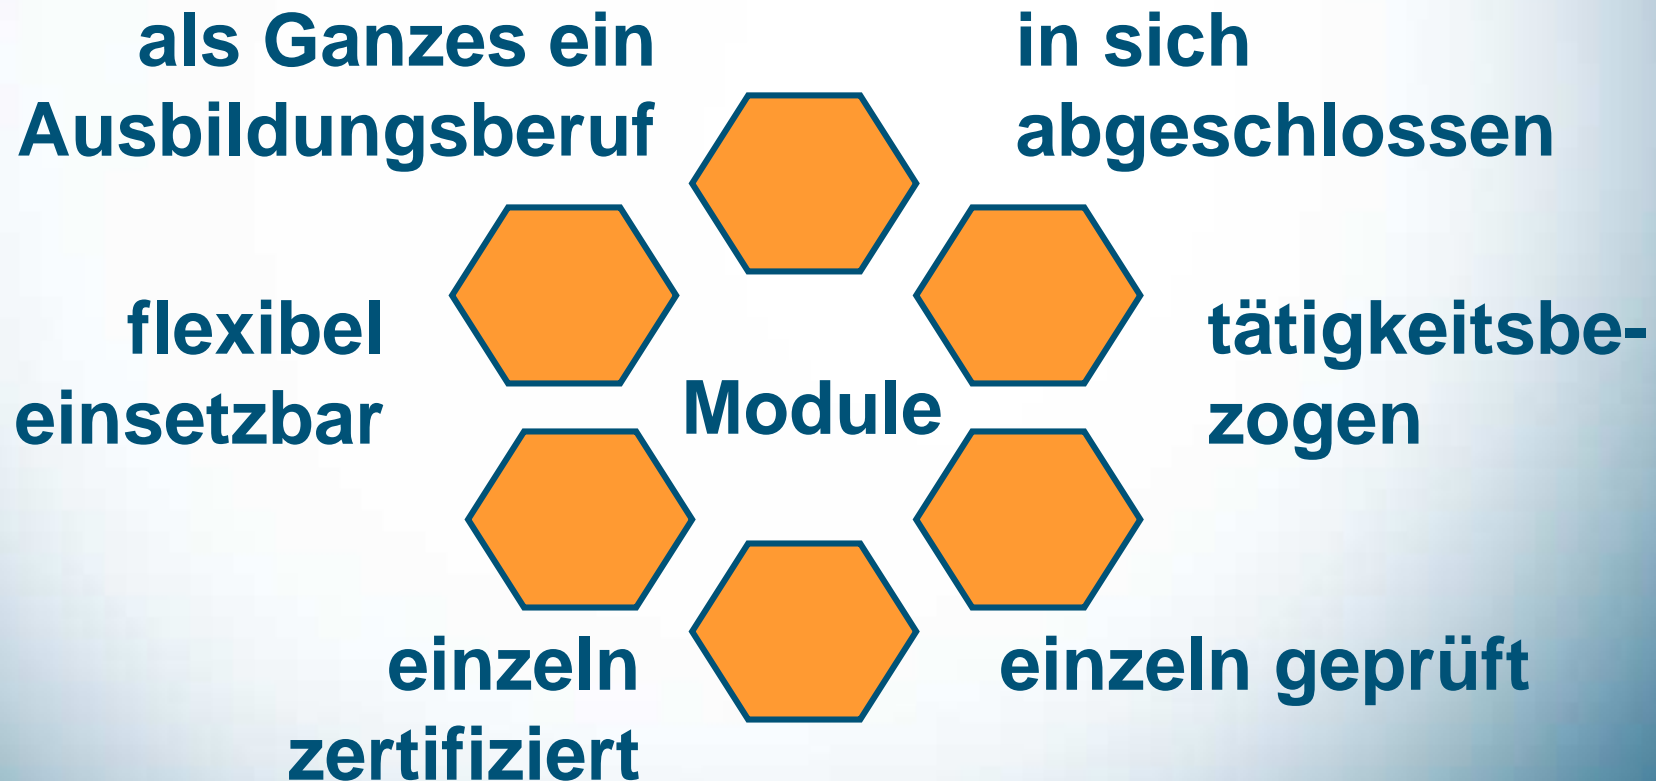 als Ganzes ein
Ausbildungsberuf
in sich
abgeschlossen
flexibel
einsetzbar
Module
tätigkeitsbe-
zogen
einzeln
zertifiziert
einzeln geprüft